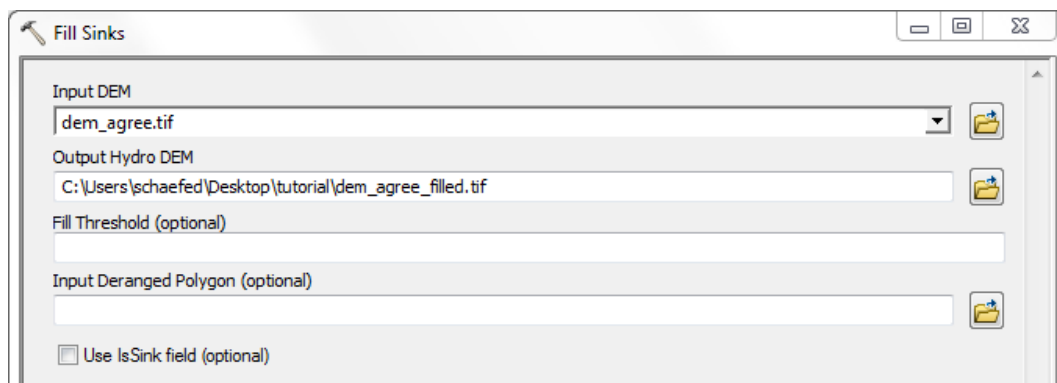 Fill Sinks
Input DEM
dem_agree.tif
Output Hydro DEM
C:\Users\schaefed\Desktop\tutorial\dem_agree_filled.tif
Fill Threshold (optional)
Input Deranged Polygon (optional)
Use IsSink field (optional)